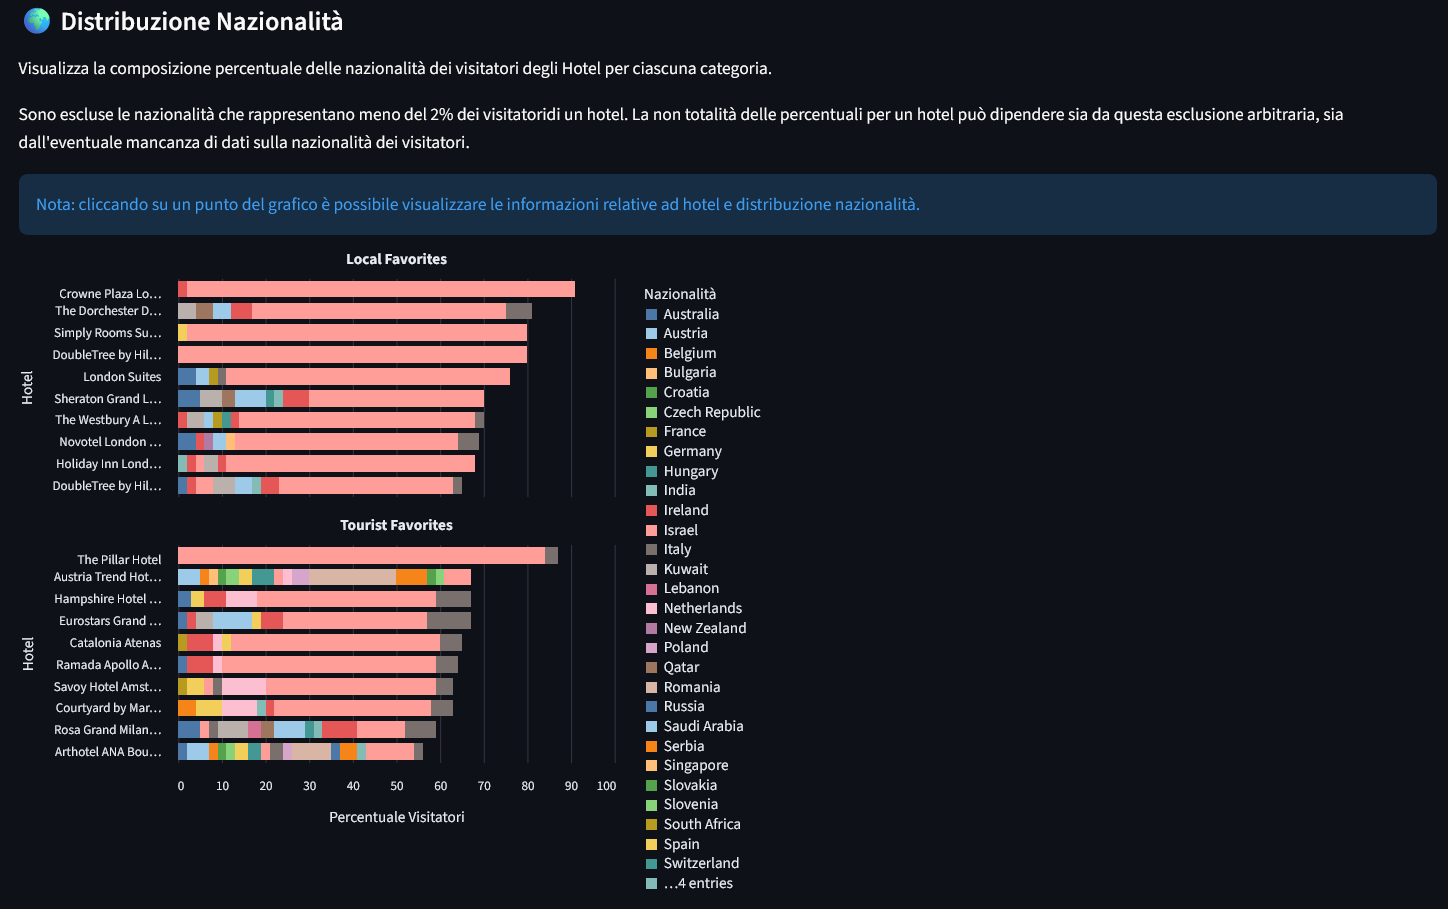 Distribuzione Nazionalità
Visualizza la composizione percentuale delle nazionalità dei visitatori degli Hotel per ciascuna categoria.
Sono escluse le nazionalità che rappresentano meno del 2% dei visitatoridi un hotel. La non totalità delle percentuali per un hotel può dipendere sia da questa esclusione arbitraria, sia
dall'eventuale mancanza di dati sulla nazionalità dei visitatori.
Nota: cliccando su un punto del grafico è possibile visualizzare le informazioni relative ad hotel e distribuzione nazionalità.
Local Favorites
Hotel
Crowne Plaza Lo…
The Dorchester D…
Simply Rooms Su…
DoubleTree by Hil…
London Suites
Sheraton Grand L…
The Westbury A L…
Novotel London …
Holiday Inn Lond…
DoubleTree by Hil…
Tourist Favorites
Hotel
The Pillar Hotel
Austria Trend Hot…
Hampshire Hotel …
Eurostars Grand …
Catalonia Atenas
Ramada Apollo A…
Savoy Hotel Amst…
Courtyard by Mar…
Rosa Grand Milan…
Arthotel ANA Bou…
0 10 20 30 40 50 60 70 80 90 100
Percentuale Visitatori
Nazionalità
Australia
Austria
Belgium
Bulgaria
Croatia
Czech Republic
France
Germany
Hungary
India
Ireland
Israel
Italy
Kuwait
Lebanon
Netherlands
New Zealand
Poland
Qatar
Romania
Russia
Saudi Arabia
Serbia
Singapore
Slovakia
Slovenia
South Africa
Spain
Switzerland
…4 entries